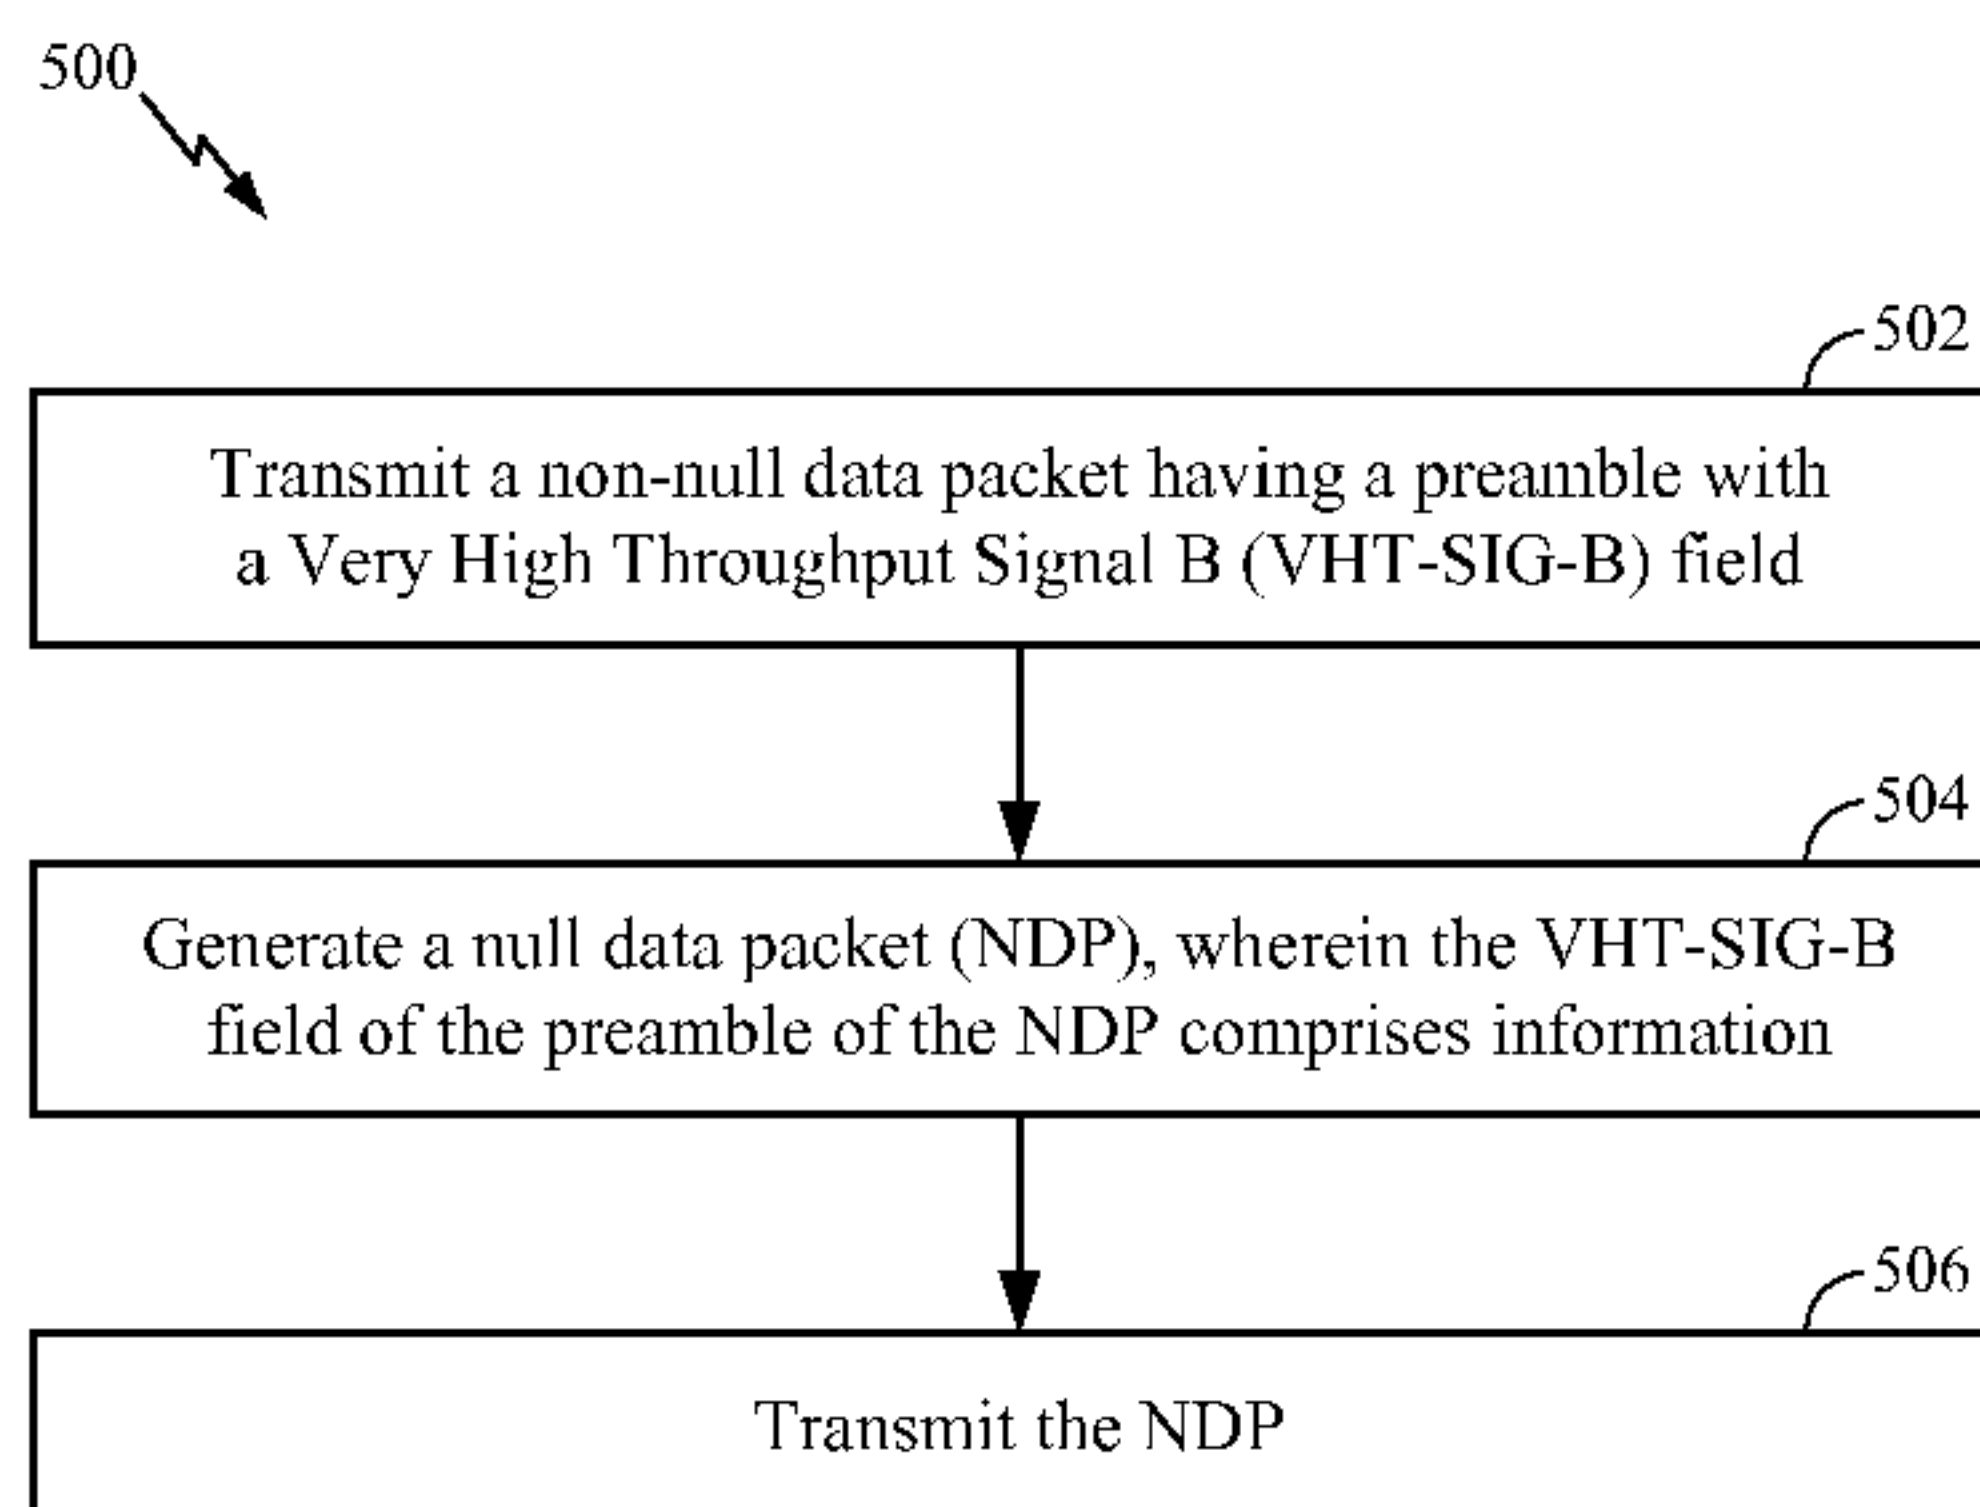 500
502
Transmit a non-null data packet having a preamble with
a Very High Throughput Signal B (VHT-SIG-B) field
504
Generate a null data packet (NDP), wherein the VHT-SIG-B
field of the preamble of the NDP comprises information
506
Transmit the NDP